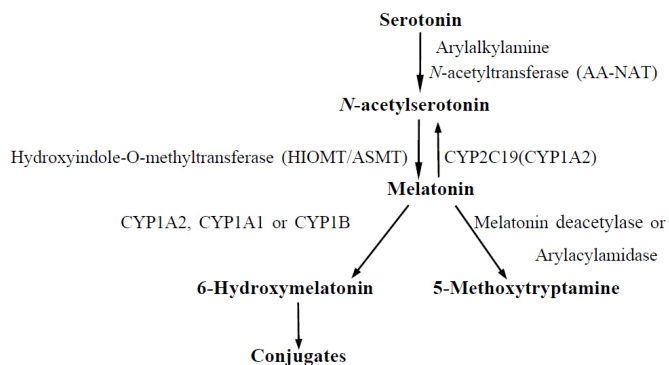 Serotonin
Arylalkylamine
N-acetyltransferase (AA-NAT)
N-acetylserotonin
Hydroxyindole-O-methyltransferase (HIOMT/ASMT)
CYP2C19(CYP1A2)
Melatonin
CYP1A2, CYP1A1 or CYP1B
Melatonin deacetylase or
Arylacylamidase
6-Hydroxymelatonin
5-Methoxytryptamine
Conjugates